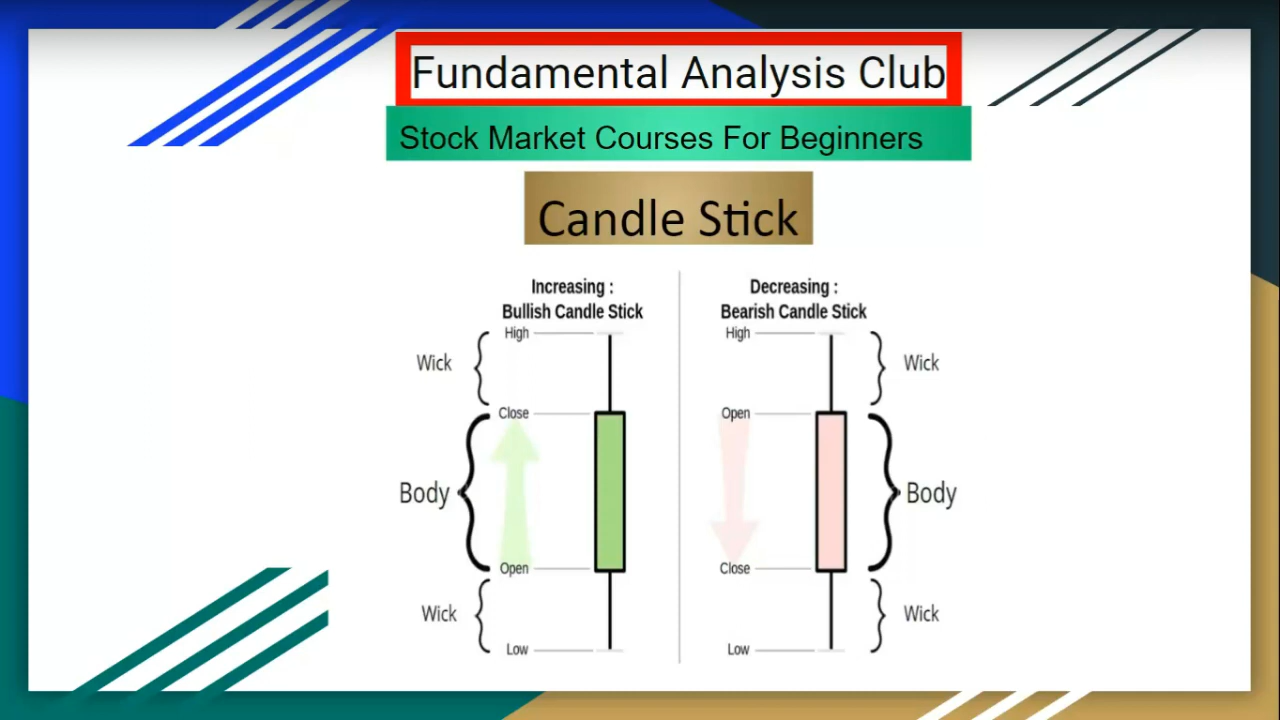 Fundamental Analysis Club
Stock Market Courses For Beginners
Candle Stick
Increasing :
Bullish Candle Stick
High
Wick
Close
Body
Open
Wick
Low
Decreasing :
Bearish Candle Stick
High
Wick
Open
Body
Close
Wick
Low